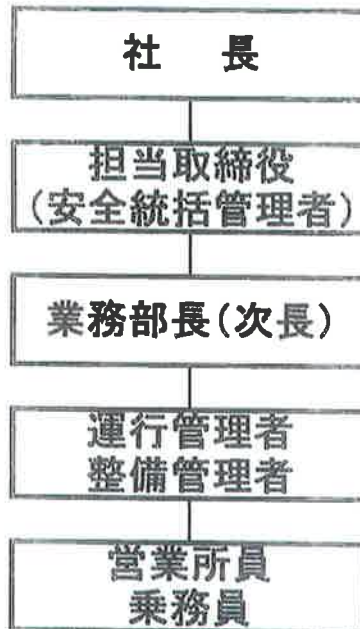 社　長
担当取締役
(安全統括管理者)
業務部長(次長)
運行管理者
整備管理者
営業所員
乗務員